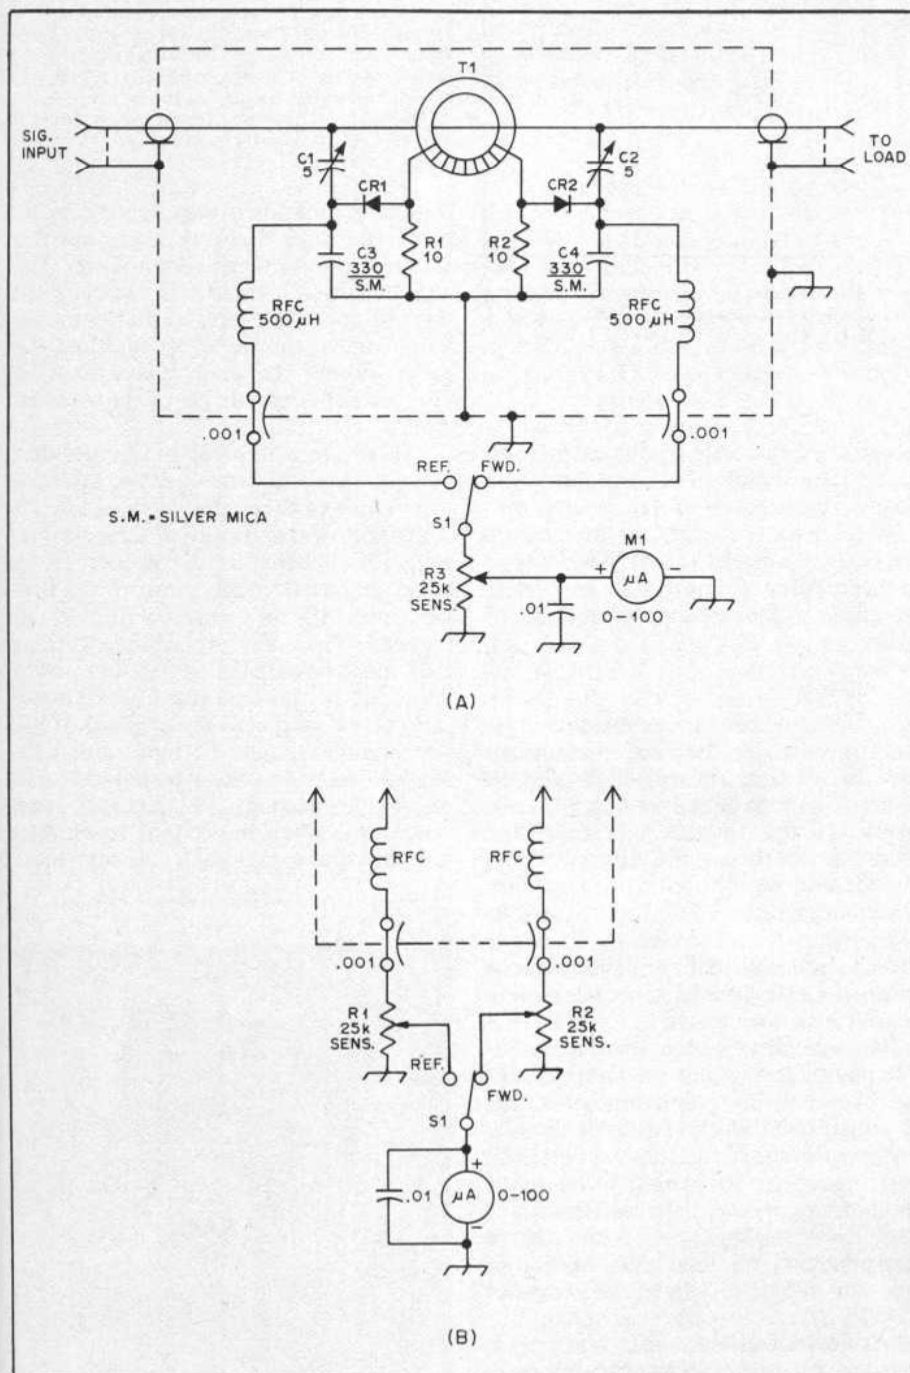 T1
SIG.
INPUT
TO
LOAD
C1
5
C2
5
CR1
CR2
C3
330
S.M.
R1
10
R2
10
C4
330
S.M.
RFC
500µH
RFC
500µH
.001
.001
REF.
FWD.
S.M.=SILVER MICA
S1
M1
R3
25k
SENS.
+
µA
−
.01
0-100
(A)
RFC
RFC
.001
.001
R1
25k
SENS.
R2
25k
SENS.
REF.
FWD.
S1
+
.01
µA
0-100
−
(B)